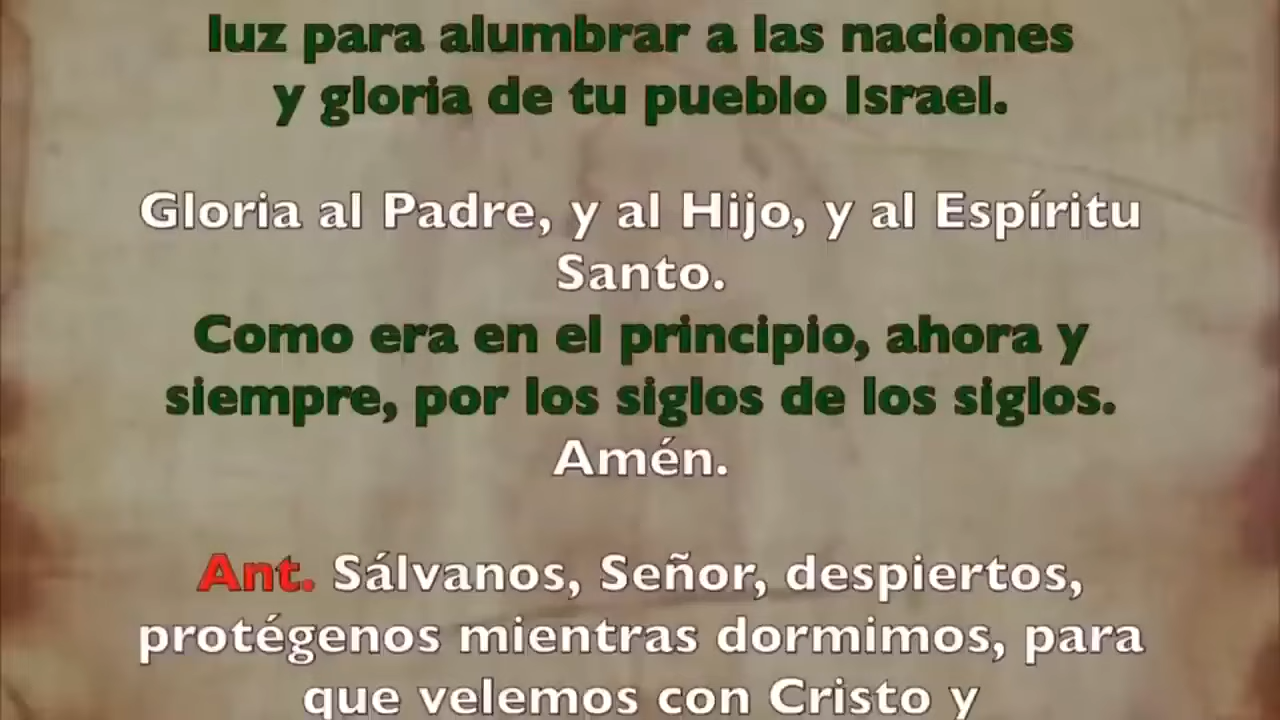 luz para alumbrar a las naciones
y gloria de tu pueblo Israel.
Gloria al Padre, y al Hijo, y al Espíritu
Santo.
Como era en el principio, ahora y
siempre, por los siglos de los siglos.
Amén.
Ant. Sálvanos, Señor, despiertos,
protégenos mientras dormimos, para
que velemos con Cristo y